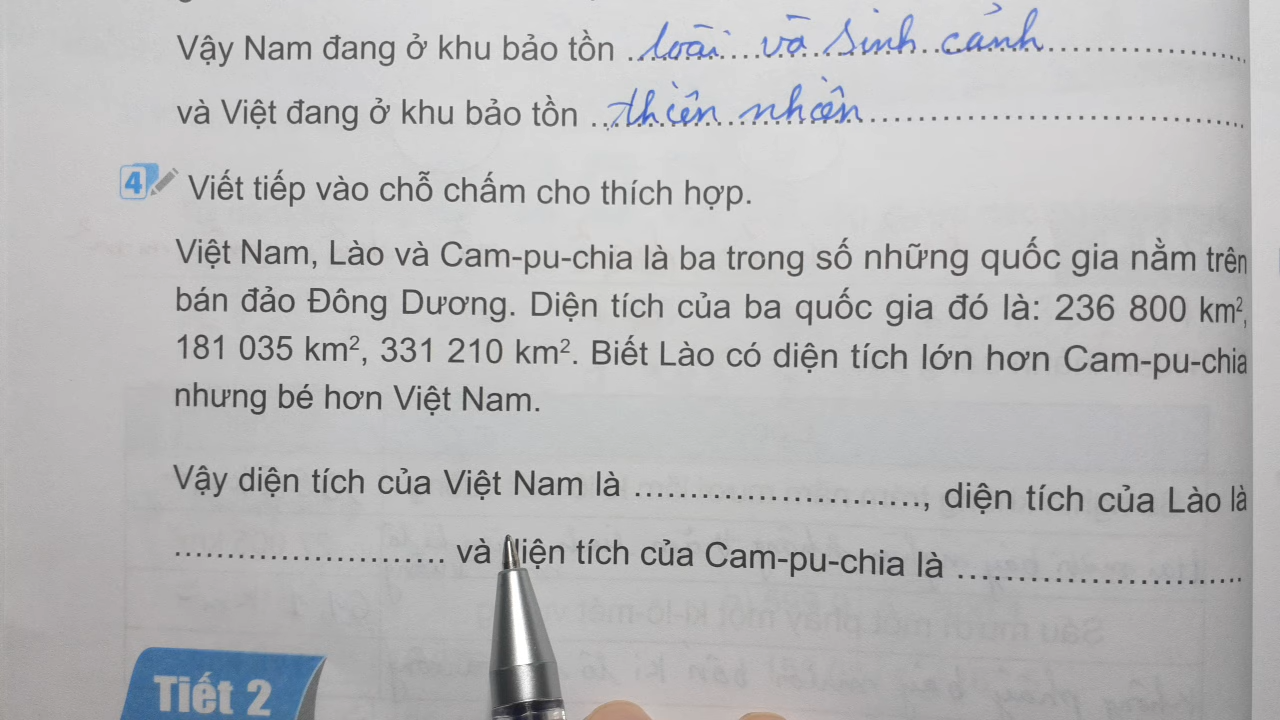 Vậy Nam đang ở khu bảo tồn ..loài và sinh cảnh..........
và Việt đang ở khu bảo tồn ..thiên nhiên..........
4 Viết tiếp vào chỗ chấm cho thích hợp.
Việt Nam, Lào và Cam-pu-chia là ba trong số những quốc gia nằm trên
bán đảo Đông Dương. Diện tích của ba quốc gia đó là: 236 800 km²,
181 035 km², 331 210 km². Biết Lào có diện tích lớn hơn Cam-pu-chia
nhưng bé hơn Việt Nam.
Vậy diện tích của Việt Nam là ............................, diện tích của Lào là
............................ và diện tích của Cam-pu-chia là ............................
Tiết 2